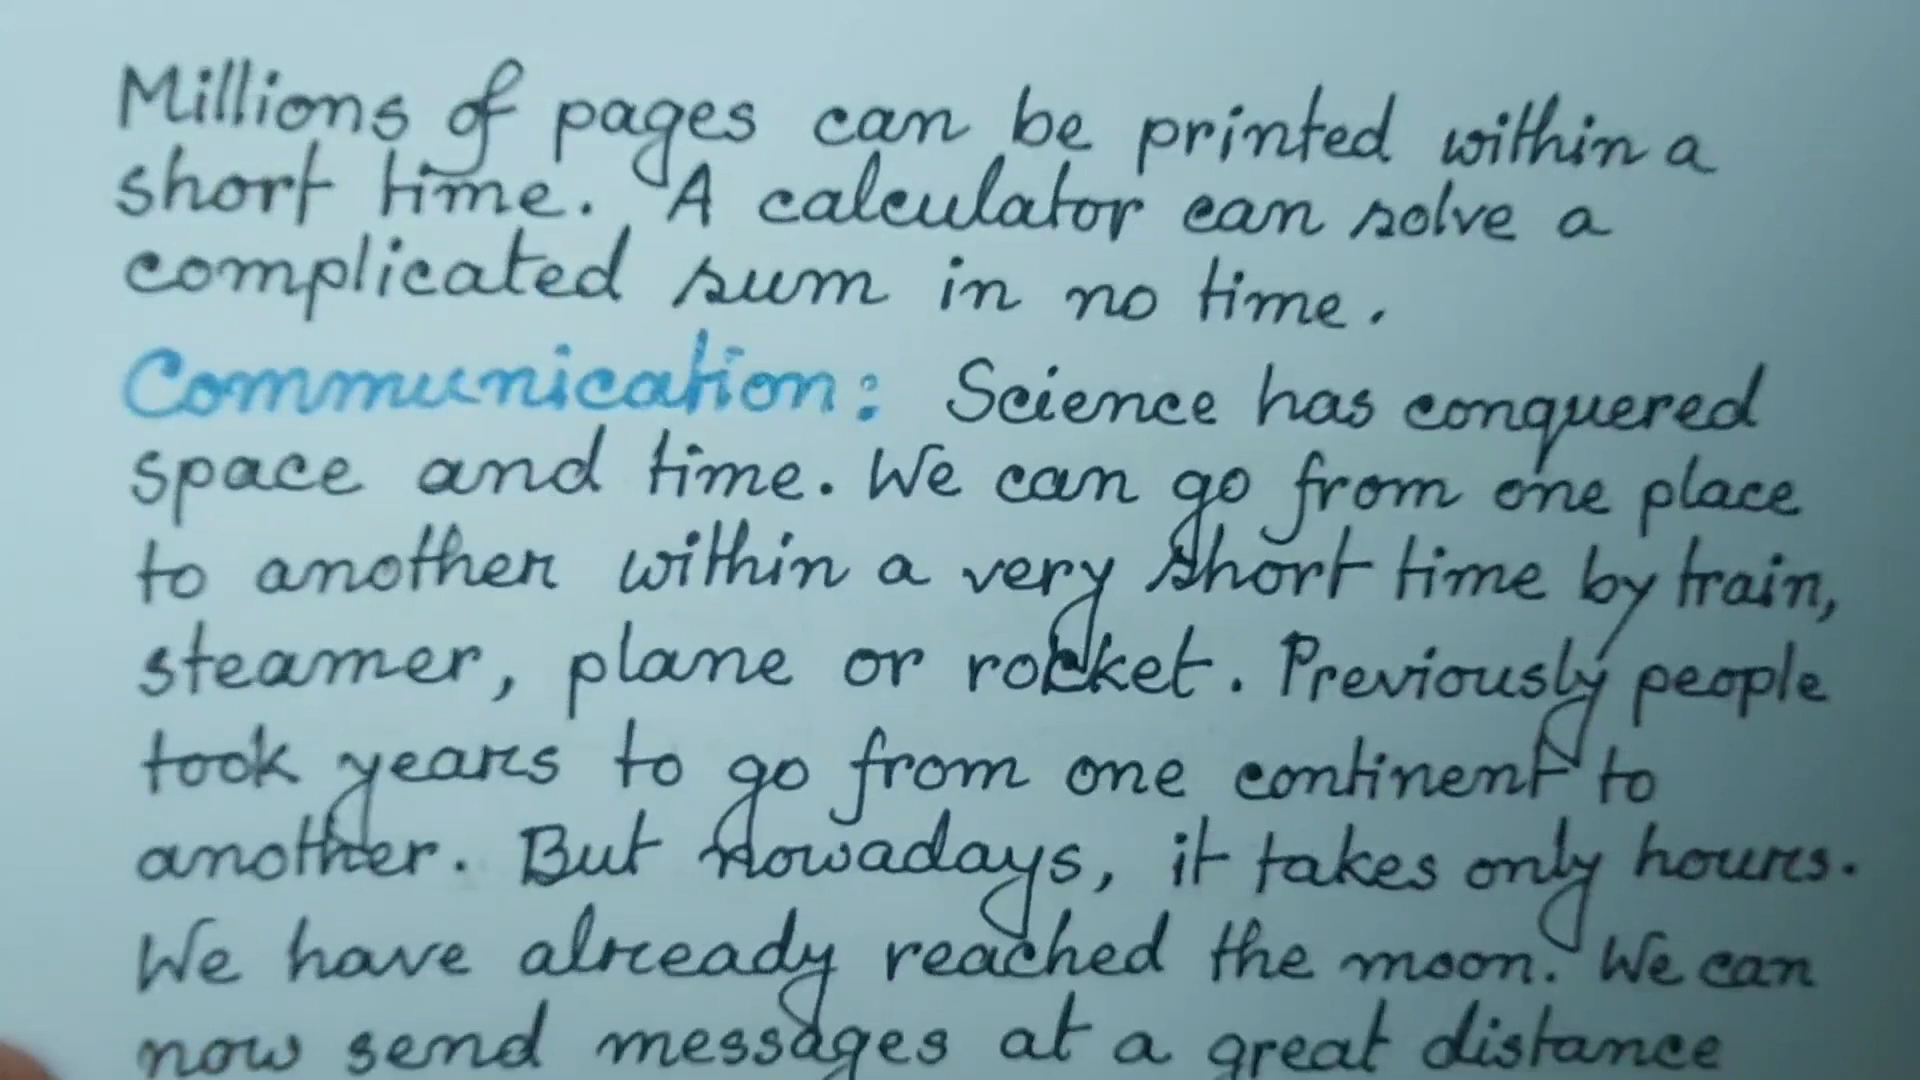 Millions of pages can be printed within a
short time. A calculator can solve a
complicated sum in no time.
Communication: Science has conquered
space and time. We can go from one place
to another within a very short time by train,
steamer, plane or rocket. Previously people
took years to go from one continent to
another. But nowadays, it takes only hours.
We have already reached the moon. We can
now send messages at a great distance